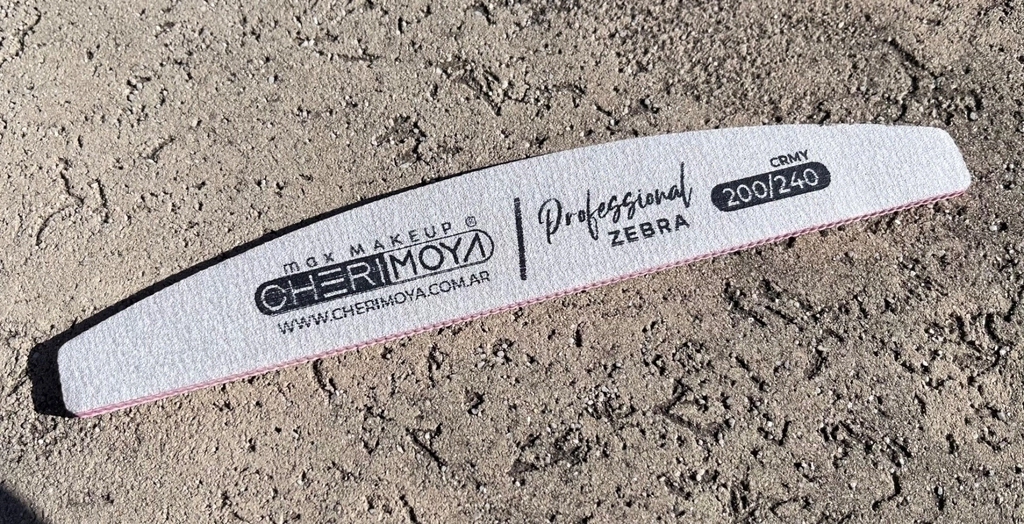 max MAKEUP ®
CHERIMOYA
WWW.CHERIMOYA.COM.AR
Professional
ZEBRA
CRMY
200/240